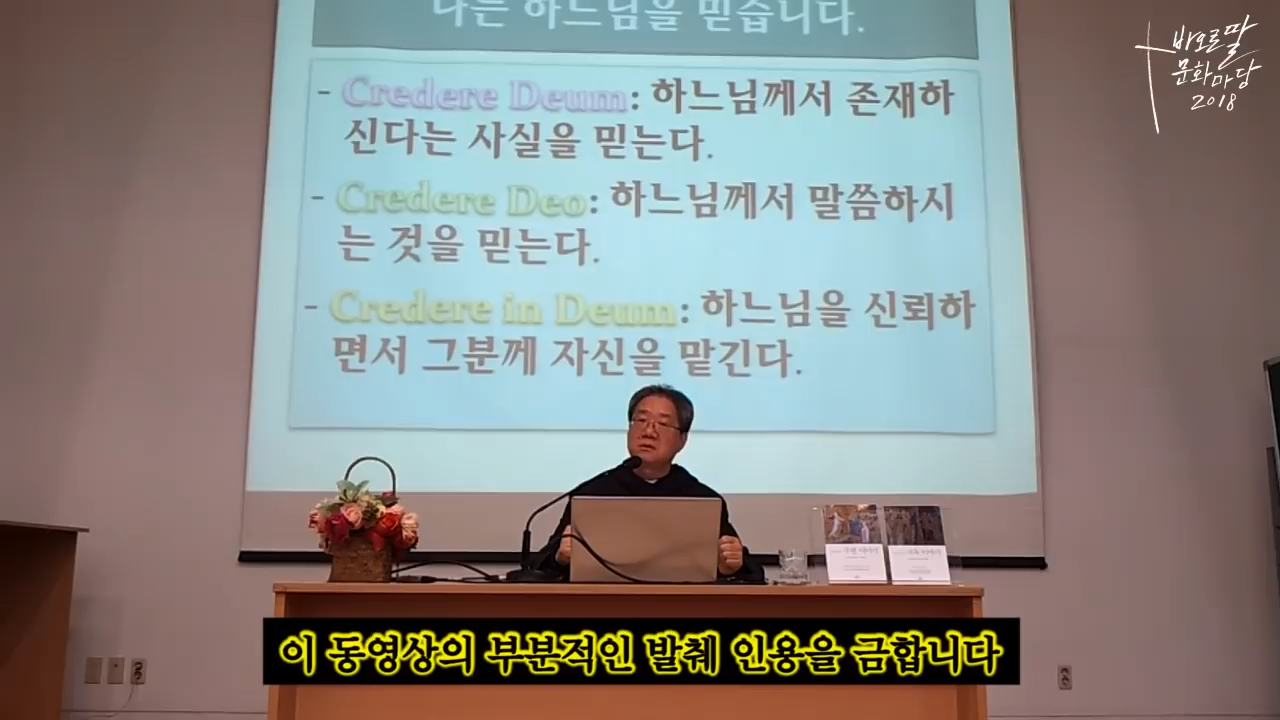 나는 하느님을 믿습니다.
바오로딸
문화마당
2018
- Credere Deum: 하느님께서 존재하
신다는 사실을 믿는다.
- Credere Deo: 하느님께서 말씀하시
는 것을 믿는다.
- Credere in Deum: 하느님을 신뢰하
면서 그분께 자신을 맡긴다.
이 동영상의 부분적인 발췌 인용을 금합니다